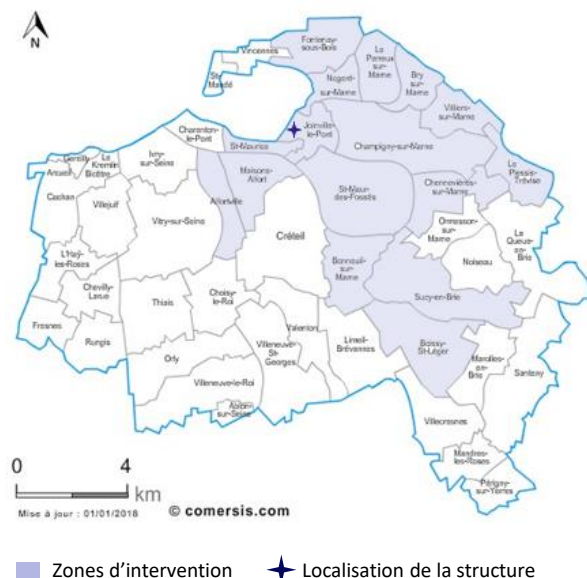 N
Fontenay-
sous-Bois
Vincennes
St-
Mandé
Le
Perreux
sur-
Marne
Nogent-
sur-Marne
Bry
sur-
Marne
Villiers-
sur-Marne
Charenton-
le-Pont
St-Maurice
Joinville-
le-Pont
Champigny-sur-Marne
Le
Plessis-
Trévise
Gentilly
Le
Kremlin
Bicêtre
Arcueil
Ivry-
sur-Seine
Maisons-
Alfort
St-Maur
des-Fossés
Chennevières-
sur-Marne
Cachan
Villejuif
Alfortville
Vitry-sur-Seine
Créteil
Ormesson-
sur-
Marne
La
Queue-
en-
Brie
Noiseau
L'Haÿ-
les-Roses
Bonneuil-
sur-
Marne
Sucy-en-Brie
Chevilly-
Larue
Thiais
Choisy-
le-Roi
Fresnes
Rungis
Valenton
Villeneuve-
St-
Georges
Limeil-
Brévannes
Boissy-
St-Léger
Marolles-
en-
Brie
Santeny
Orly
Villeneuve-le-Roi
Ablon-
sur-Seine
Villecresnes
Mandres-
les-Roses
Périgny-
sur-Yerres
0 4
km
Mise à jour : 01/01/2018 © comersis.com
Zones d’intervention Localisation de la structure